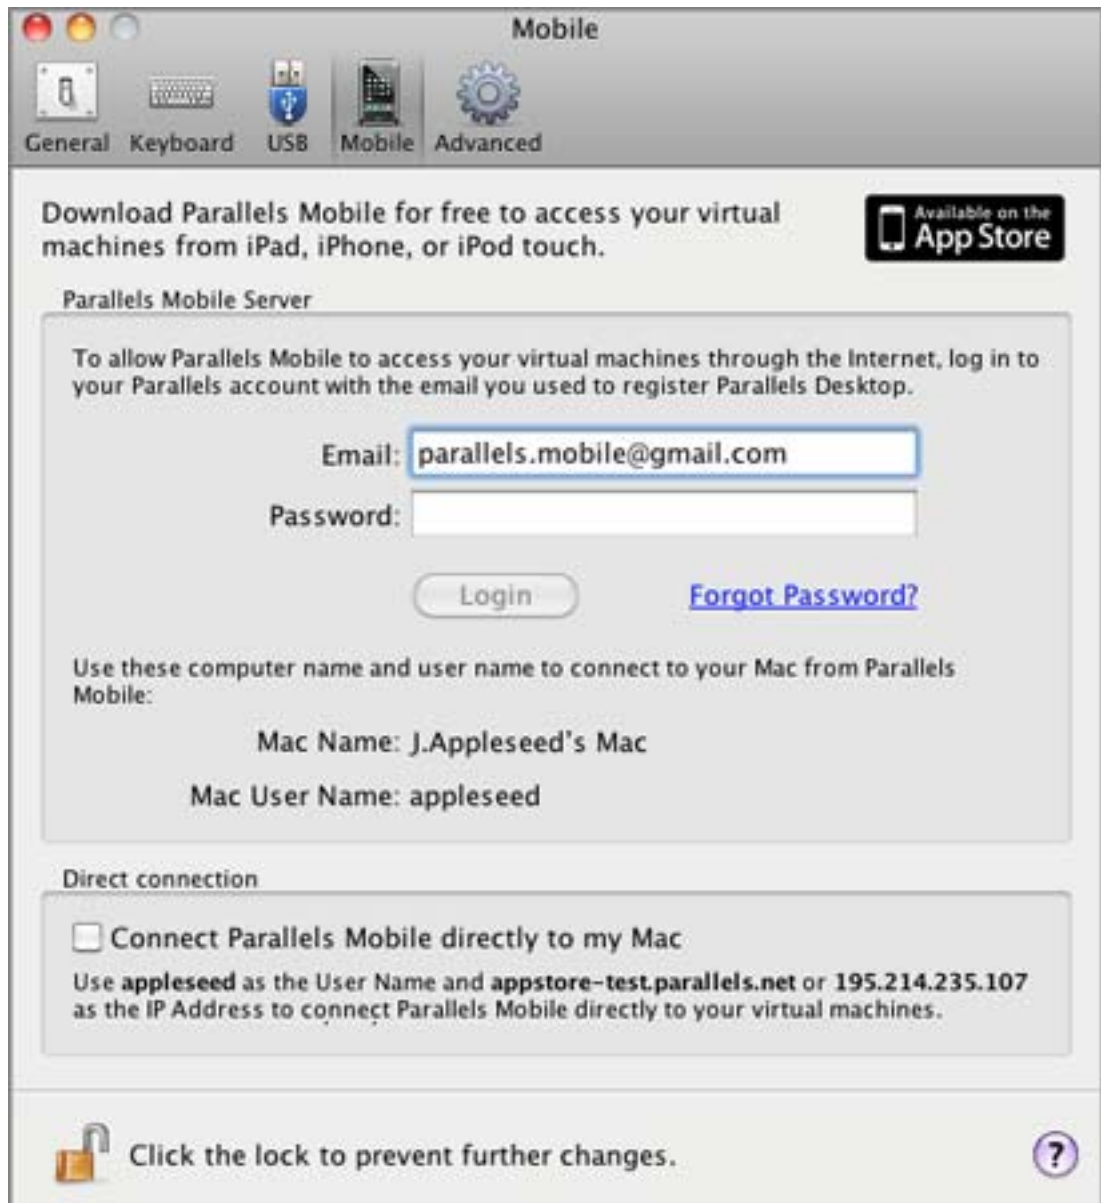 Mobile
General Keyboard USB Mobile Advanced
Download Parallels Mobile for free to access your virtual
machines from iPad, iPhone, or iPod touch.
Available on the
App Store
Parallels Mobile Server
To allow Parallels Mobile to access your virtual machines through the Internet, log in to
your Parallels account with the email you used to register Parallels Desktop.
Email: parallels.mobile@gmail.com
Password:
Login Forgot Password?
Use these computer name and user name to connect to your Mac from Parallels
Mobile:
Mac Name: J.Appleseed's Mac
Mac User Name: appleseed
Direct connection
Connect Parallels Mobile directly to my Mac
Use appleseed as the User Name and appstore-test.parallels.net or 195.214.235.107
as the IP Address to connect Parallels Mobile directly to your virtual machines.
Click the lock to prevent further changes. ?